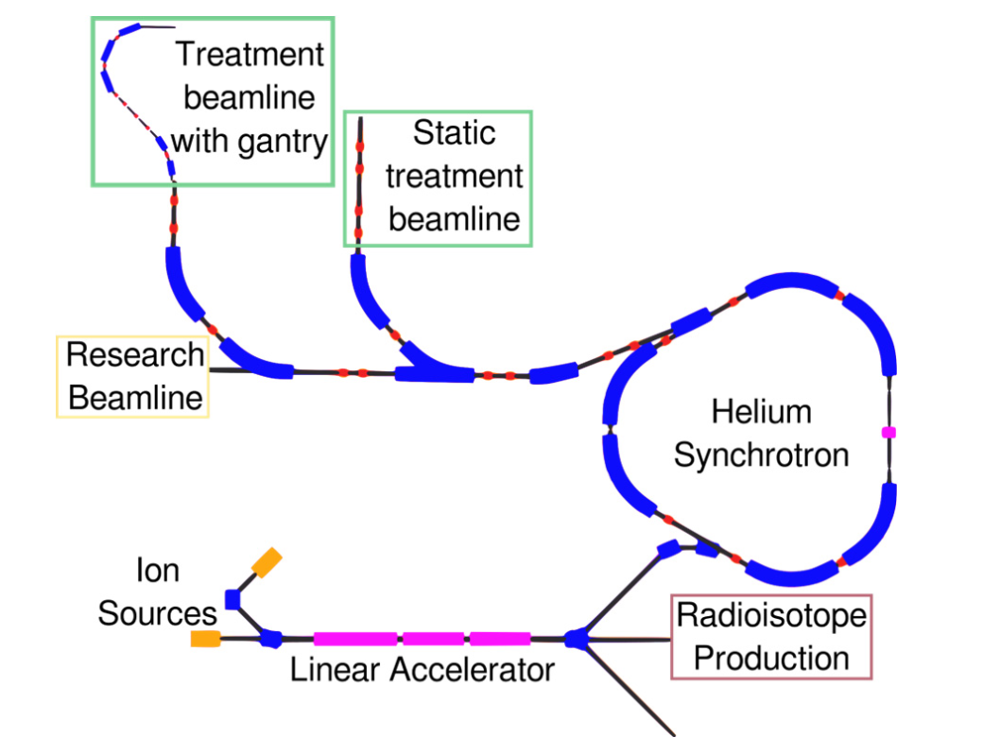 Treatment
beamline
with gantry
Static
treatment
beamline
Research
Beamline
Helium
Synchrotron
Ion
Sources
Linear Accelerator
Radioisotope
Production